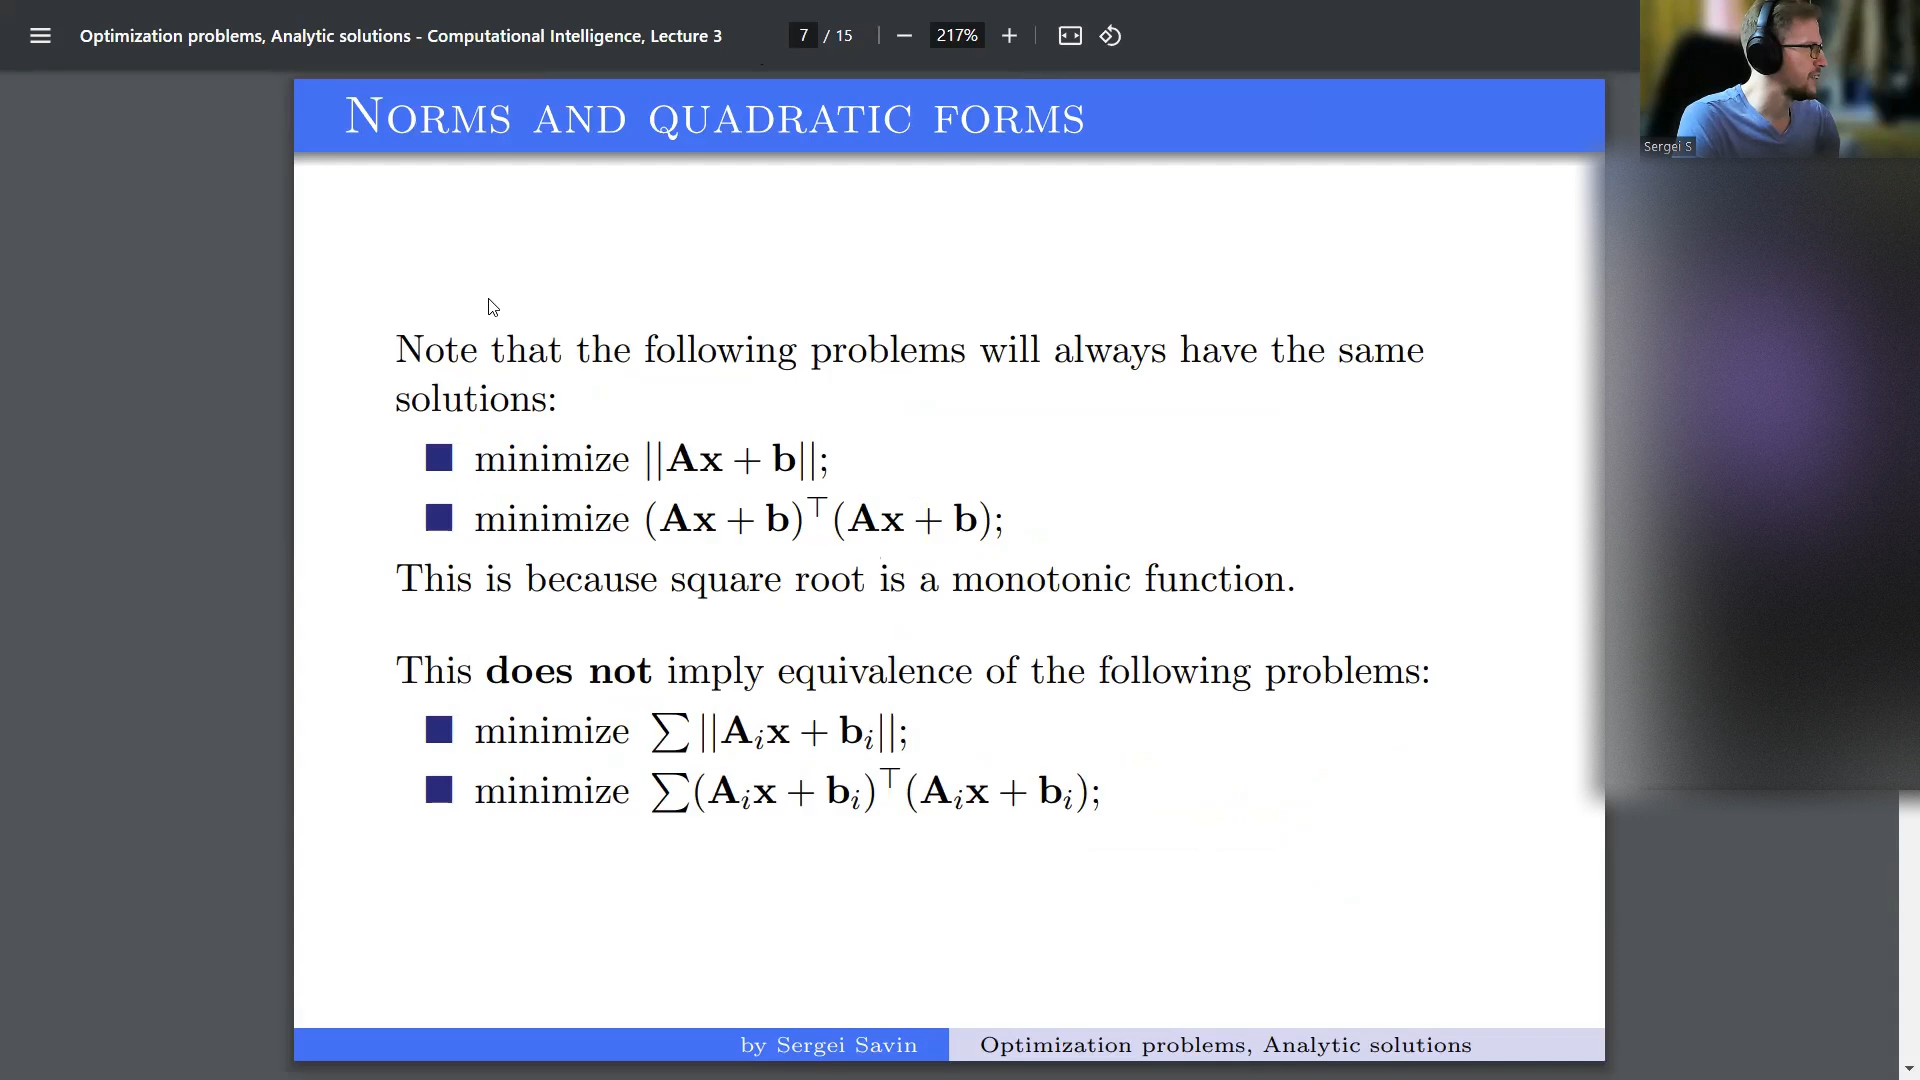 Optimization problems, Analytic solutions - Computational Intelligence, Lecture 3
7 / 15
217%
Sergei S
NORMS AND QUADRATIC FORMS
Note that the following problems will always have the same
solutions:
■ minimize ||Ax + b||;
■ minimize (Ax + b)⊤(Ax + b);
This is because square root is a monotonic function.
This does not imply equivalence of the following problems:
■ minimize ∑||Aᵢx + bᵢ||;
■ minimize ∑(Aᵢx + bᵢ)⊤(Aᵢx + bᵢ);
by Sergei Savin
Optimization problems, Analytic solutions